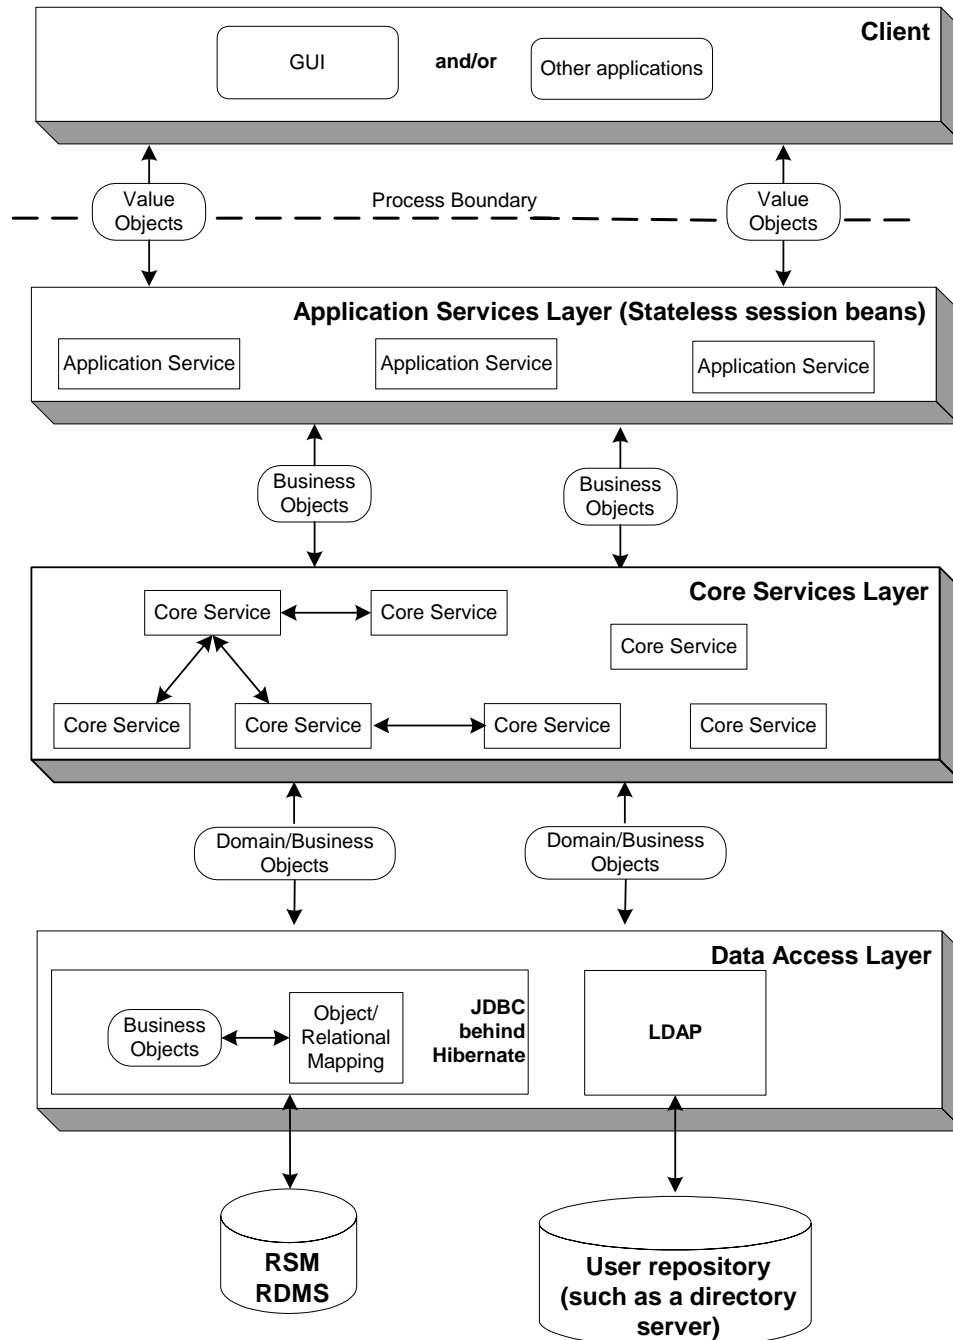 Client
GUI
and/or
Other applications
Value
Objects
Process Boundary
Value
Objects
Application Services Layer (Stateless session beans)
Application Service
Application Service
Application Service
Business
Objects
Business
Objects
Core Services Layer
Core Service
Core Service
Core Service
Core Service
Core Service
Core Service
Core Service
Domain/Business
Objects
Domain/Business
Objects
Data Access Layer
Business
Objects
Object/
Relational
Mapping
JDBC
behind
Hibernate
LDAP
RSM
RDMS
User repository
(such as a directory
server)